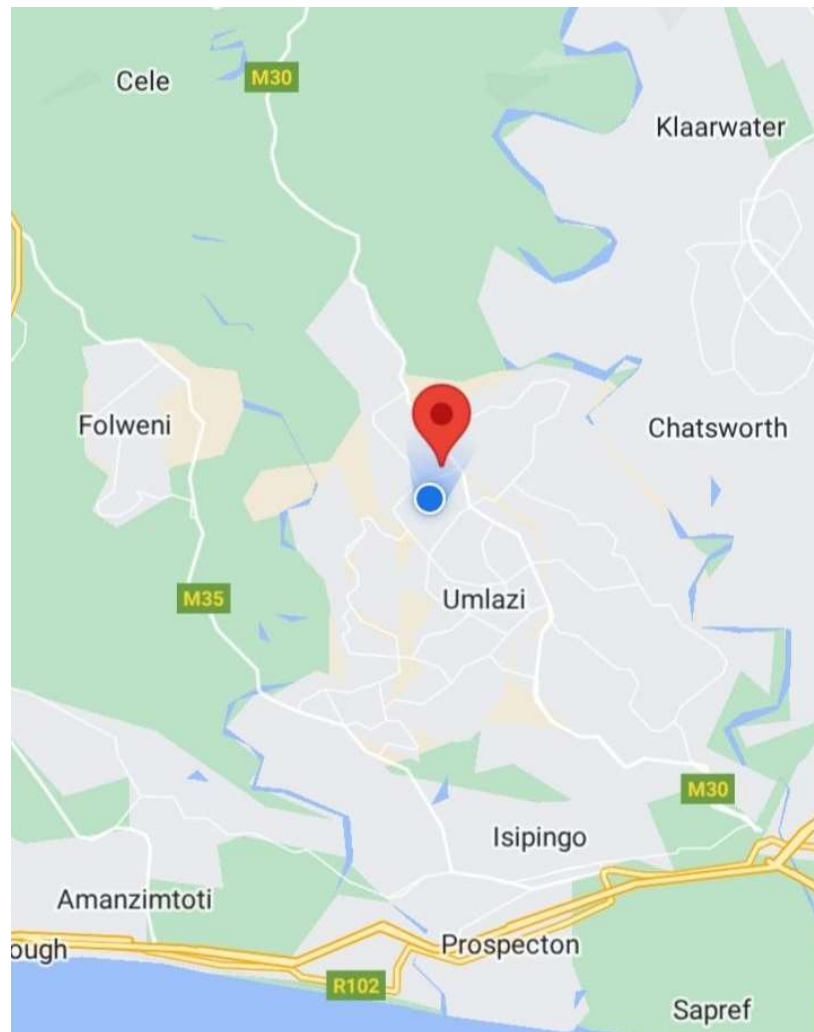 Cele
M30
Klaarwater
Folweni
Chatsworth
M35
Umlazi
M30
Isipingo
Amanzimtoti
ough
Prospecton
R102
Sapref